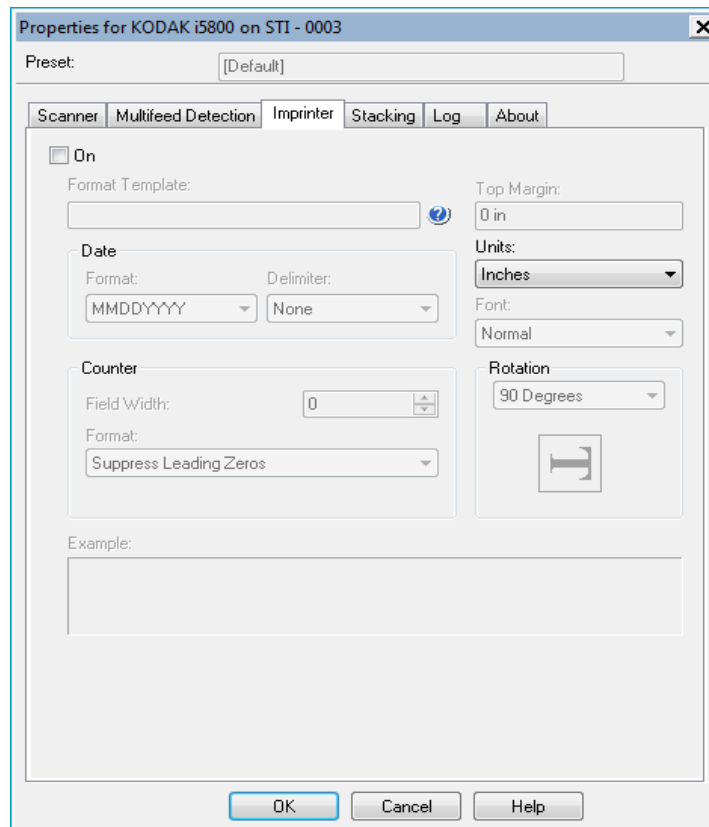 Properties for KODAK i5800 on STI - 0003
Preset:
[Default]
Scanner Multifeed Detection Imprinter Stacking Log About
On
Format Template:
Top Margin:
0 in
Units:
Inches
Date
Format:
Delimiter:
MMDDYYYY
None
Font:
Normal
Counter
Field Width:
0
Format:
Suppress Leading Zeros
Rotation
90 Degrees
T
Example:
OK Cancel Help